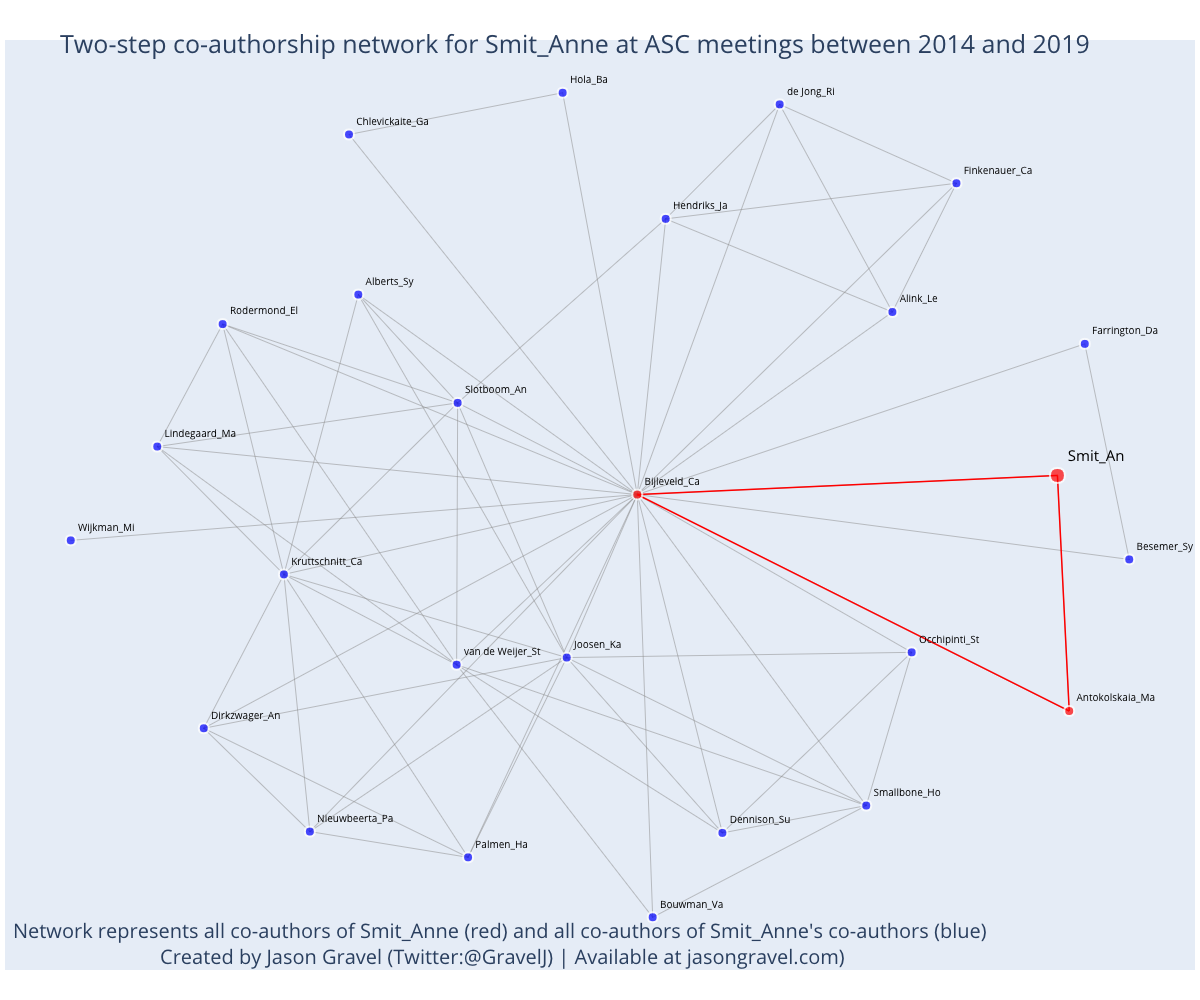 Two-step co-authorship network for Smit_Anne at ASC meetings between 2014 and 2019
Hola_Ba
de Jong_Ri
Chlevickaite_Ga
Finkenauer_Ca
Hendriks_Ja
Alberts_Sy
Alink_Le
Rodermond_El
Farrington_Da
Slotboom_An
Lindegaard_Ma
Smit_An
Bijleveld_Ca
Wijkman_Mi
Besemer_Sy
Kruttschnitt_Ca
Occhipinti_St
Joosen_Ka
van de Weijer_St
Antokolskaia_Ma
Dirkzwager_An
Smallbone_Ho
Nieuwbeerta_Pa
Dennison_Su
Palmen_Ha
Bouwman_Va
Network represents all co-authors of Smit_Anne (red) and all co-authors of Smit_Anne's co-authors (blue)
Created by Jason Gravel (Twitter:@GravelJ) | Available at jasongravel.com)